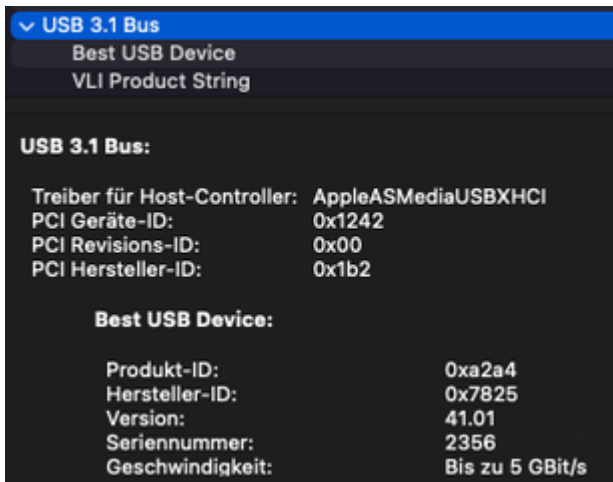 USB 3.1 Bus
Best USB Device
VLI Product String
USB 3.1 Bus:
Treiber für Host-Controller: AppleASMediaUSBXHCI
PCI Geräte-ID: 0x1242
PCI Revisions-ID: 0x00
PCI Hersteller-ID: 0x1b2
Best USB Device:
Produkt-ID: 0xa2a4
Hersteller-ID: 0x7825
Version: 41.01
Seriennummer: 2356
Geschwindigkeit: Bis zu 5 GBit/s